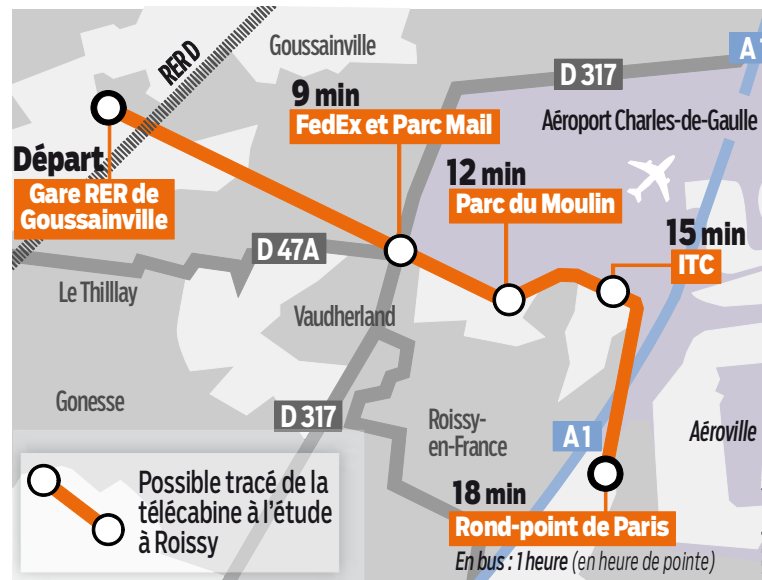 Goussainville
A1
RER D
D 317
9 min
FedEx et Parc Mail
Aéroport Charles-de-Gaulle
Départ
Gare RER de
Goussainville
12 min
Parc du Moulin
15 min
ITC
D 47A
Le Thilllay
Vaudherland
Gonesse
D 317
Roissy-
en-France
A 1
Aéroville
Possible tracé de la
télécabine à l'étude
à Roissy
18 min
Rond-point de Paris
En bus : 1 heure (en heure de pointe)